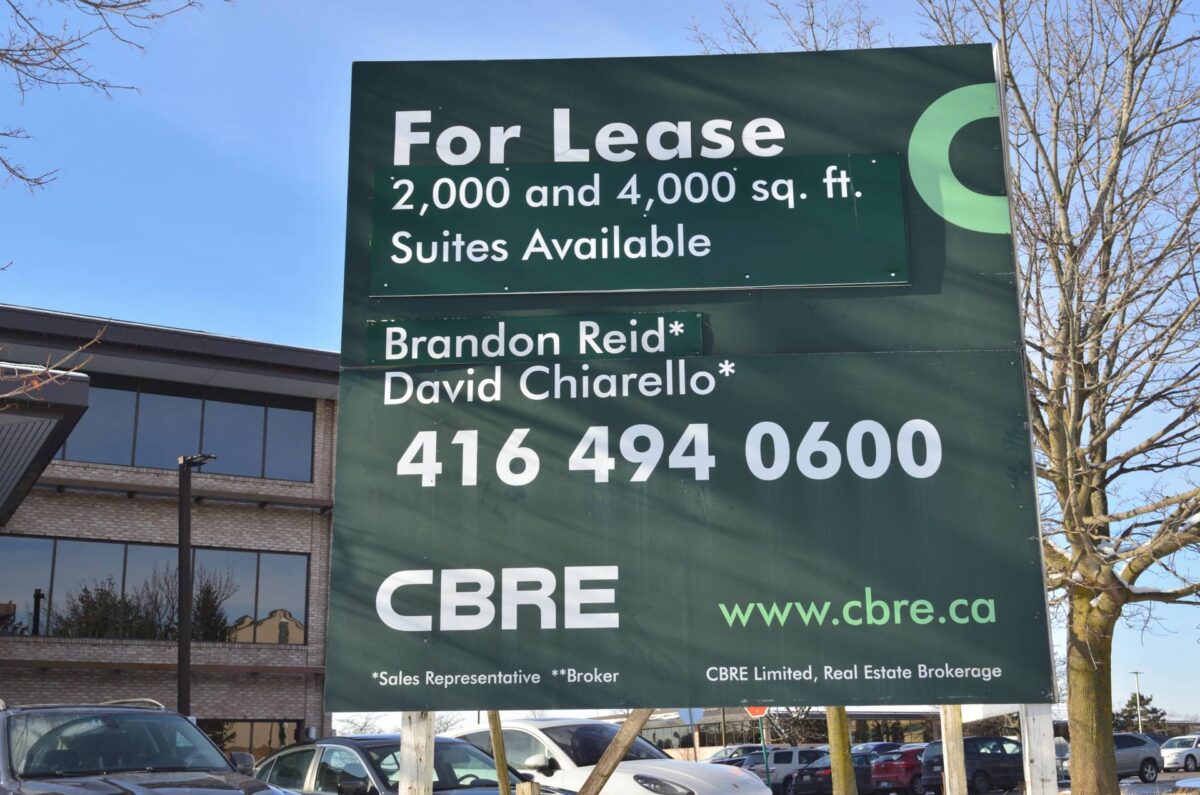 For Lease
2,000 and 4,000 sq. ft.
Suites Available
Brandon Reid*
David Chiarello*
416 494 0600
CBRE
www.cbre.ca
*Sales Representative **Broker
CBRE Limited, Real Estate Brokerage